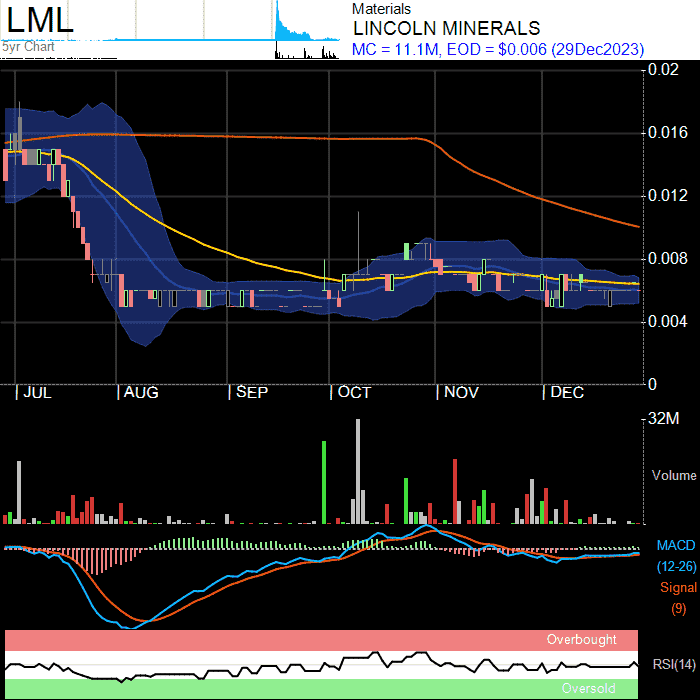 LML
5yr Chart
Materials
LINCOLN MINERALS
MC = 11.1M, EOD = $0.006 (29Dec2023)
0.02
0.016
0.012
0.008
0.004
0
JUL
AUG
SEP
OCT
NOV
DEC
32M
Volume
MACD
(12-26)
Signal
(9)
Overbought
RSI(14)
Oversold